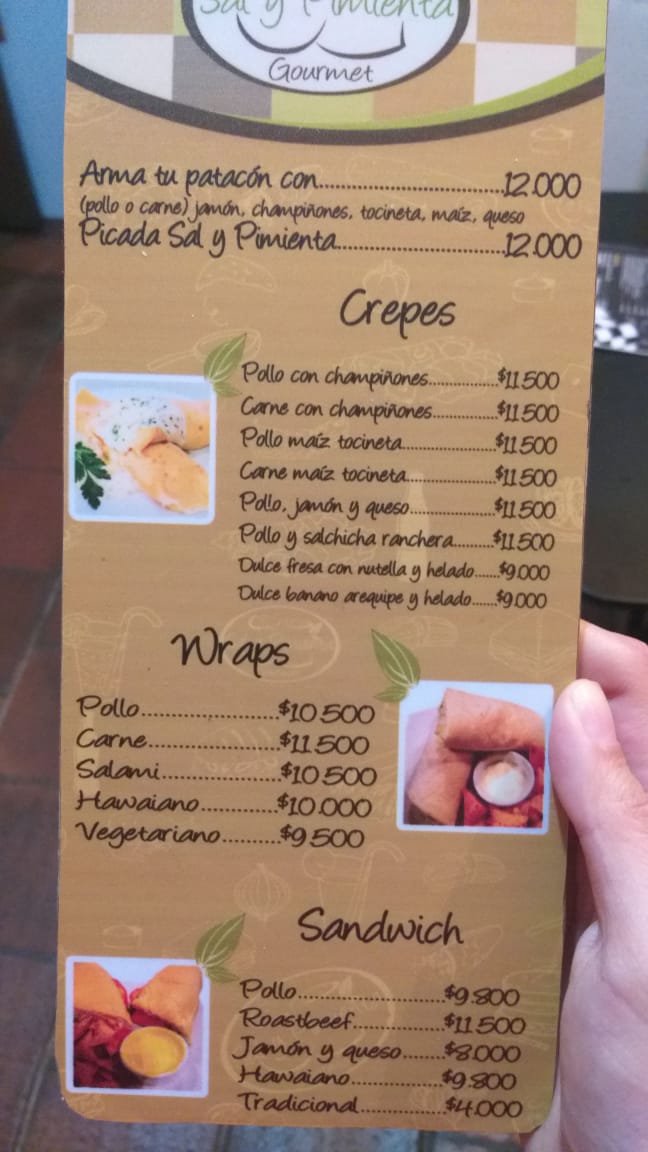 Sal y Pimienta
Gourmet
Arma tu patacón con..............................12.000
(pollo o carne) jamón, champiñones, tocineta, maíz, queso
Picada Sal y Pimienta...........................12.000
Crepes
Pollo con champiñones..............$11.500
Carne con champiñones.............$11.500
Pollo maíz tocineta...................$11.500
Carne maíz tocineta..................$11.500
Pollo, jamón y queso.................$11.500
Pollo y salchicha ranchera........$11.500
Dulce fresa con nutella y helado......$9.000
Dulce banano arequipe y helado......$9.000
Wraps
Pollo......................$10.500
Carne.....................$11.500
Salami...................$10.500
Hawaiano............$10.000
Vegetariano.........$9.500
Sandwich
Pollo.......................$9.800
Roastbeef..............$11.500
Jamón y queso......$8.000
Hawaiano..............$9.800
Tradicional.............$4.000